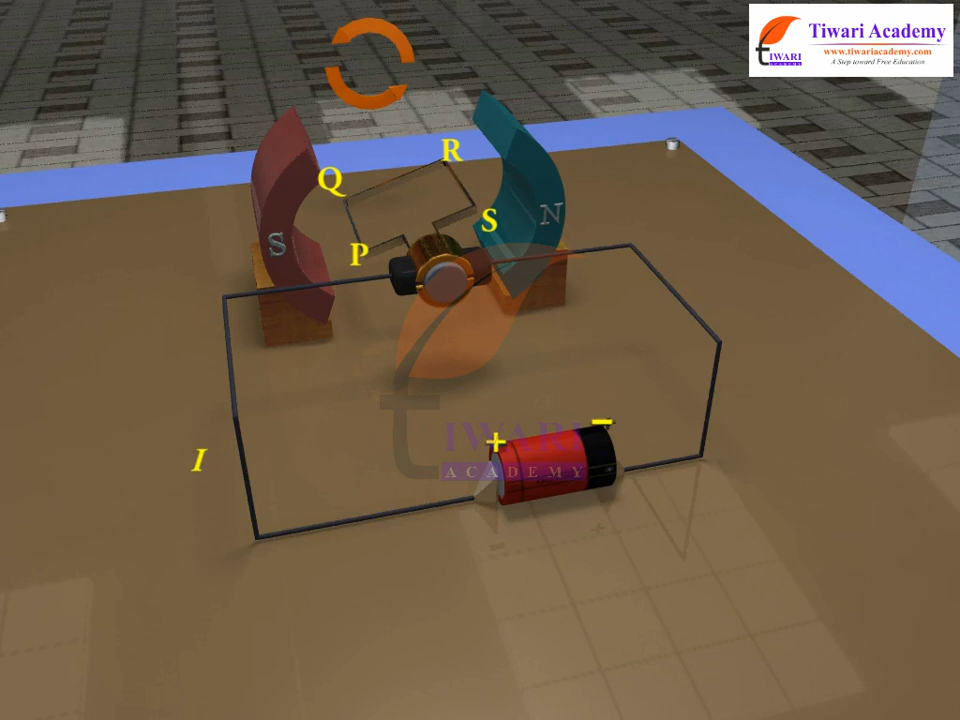 Tiwari Academy
www.tiwariacademy.com
A Step toward Free Education
tIWARI
ACADEMY
R
Q
S
N
S
P
+
-
I
tIWARI
ACADEMY